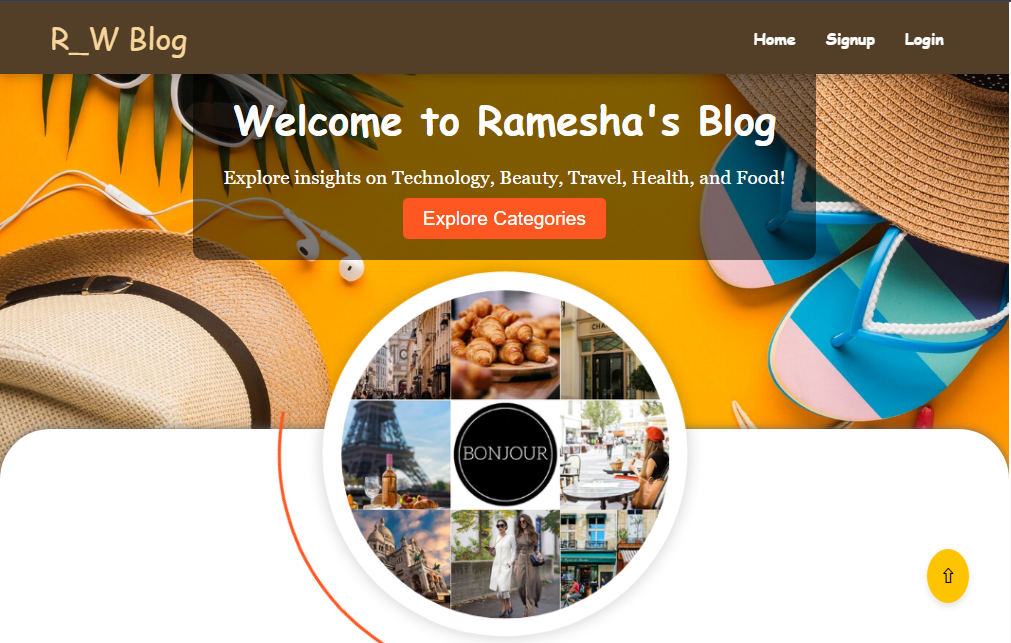 R_W Blog
Home Signup Login
Welcome to Ramesha's Blog
Explore insights on Technology, Beauty, Travel, Health, and Food!
Explore Categories
CHA
BONJOUR
⇧